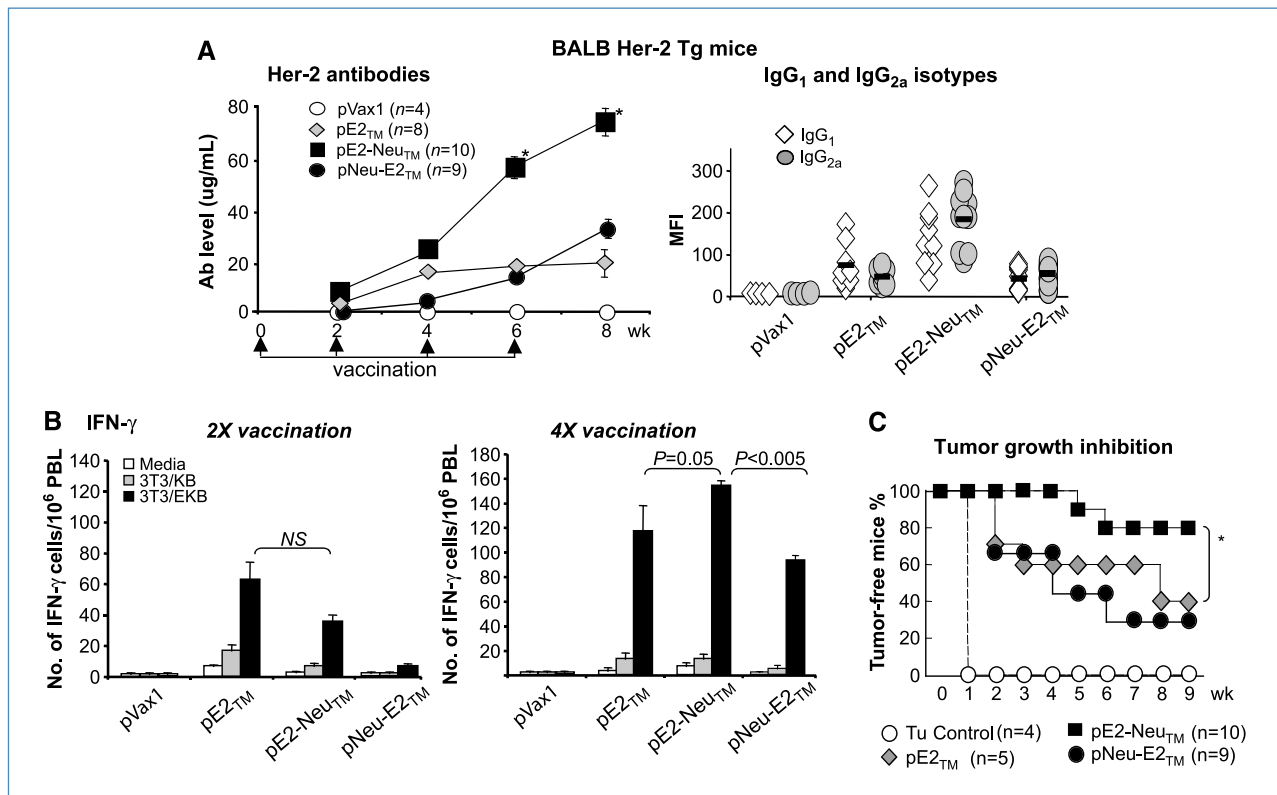 BALB Her-2 Tg mice
A
Her-2 antibodies
80
60
40
20
0
Ab level (ug/mL)
pVax1 (n=4)
pE2TM (n=8)
pE2-NeuTM (n=10)
pNeu-E2TM (n=9)
*
*
0 2 4 6 8 wk
vaccination
IgG1 and IgG2a isotypes
IgG1
IgG2a
300
200
100
0
MFI
pVax1
pE2TM
pE2-NeuTM
pNeu-E2TM
B IFN-γ
2X vaccination
140
120
100
80
60
40
20
0
No. of IFN-γ cells/10⁶ PBL
Media
3T3/KB
3T3/EKB
NS
pVax1
pE2TM
pE2-NeuTM
pNeu-E2TM
4X vaccination
180
160
140
120
100
80
60
40
20
No. of IFN-γ cells/10⁶ PBL
P=0.05
P<0.005
pVax1
pE2TM
pE2-NeuTM
pNeu-E2TM
C
Tumor growth inhibition
100
80
60
40
20
0
Tumor-free mice %
*
0 1 2 3 4 5 6 7 8 9 wk
Tu Control (n=4)
pE2-NeuTM (n=10)
pE2TM (n=5)
pNeu-E2TM (n=9)